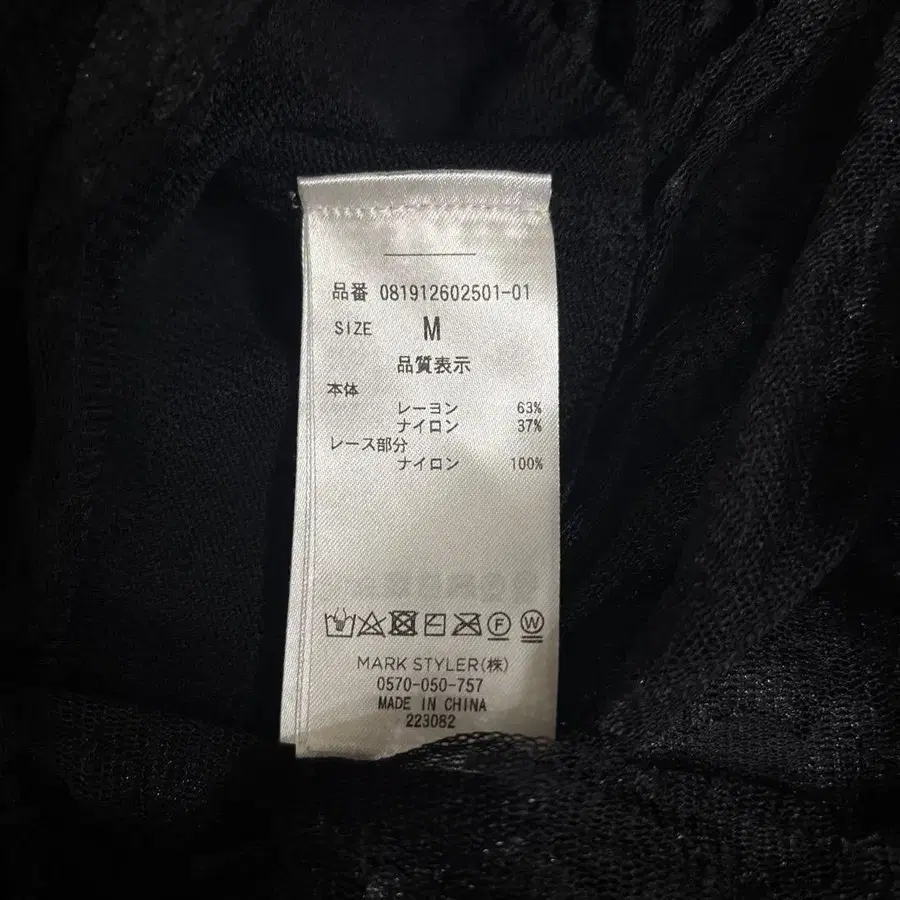 品番 081912602501-01
SIZE M
品質表示
本体
レーヨン 63%
ナイロン 37%
レース部分
ナイロン 100%
F W
MARK STYLER(株)
0570-050-757
MADE IN CHINA
223082